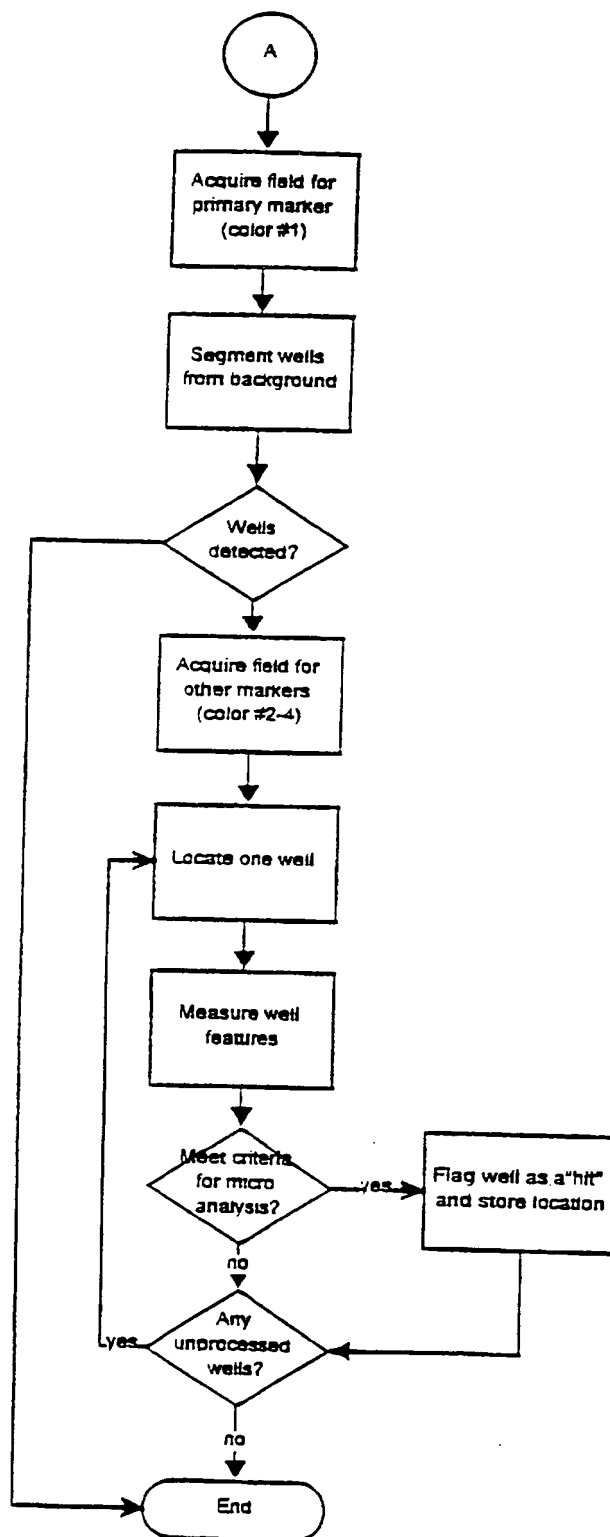 A
Acquire field for
primary marker
(color #1)
Segment wells
from background
Wells
detected?
Acquire field for
other markers
(color #2-4)
Locate one well
Measure well
features
Meet criteria
for micro
analysis?
yes
Flag well as a "hit"
and store location
no
Any
unprocessed
wells?
yes
no
End